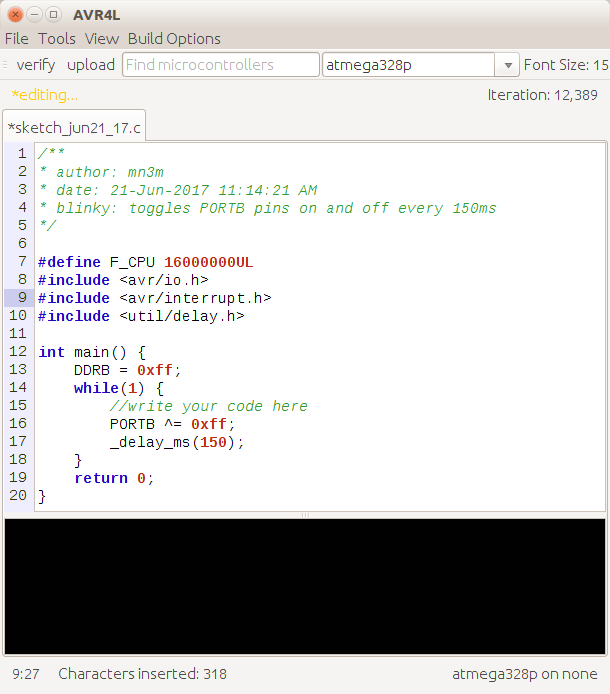 AVR4L
File Tools View Build Options
verify upload Find microcontrollers atmega328p Font Size: 15
*editing... Iteration: 12,389
*sketch_jun21_17.c
1 /**
2 * author: mn3m
3 * date: 21-Jun-2017 11:14:21 AM
4 * blinky: toggles PORTB pins on and off every 150ms
5 */
6
7 #define F_CPU 16000000UL
8 #include <avr/io.h>
9 #include <avr/interrupt.h>
10 #include <util/delay.h>
11
12 int main() {
13     DDRB = 0xff;
14     while(1) {
15         //write your code here
16         PORTB ^= 0xff;
17         _delay_ms(150);
18     }
19     return 0;
20 }
9:27 Characters inserted: 318 atmega328p on none